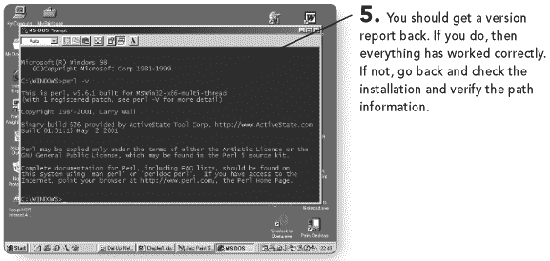 5. You should get a version
report back. If you do, then
everything has worked correctly.
If not, go back and check the
installation and verify the path
information.
MS-DOS Prompt
Auto
Microsoft(R) Windows 98
(C)Copyright Microsoft Corp 1981-1999.
C:\WINDOWS>perl -v
This is perl, v5.6.1 built for MSWin32-x86-multi-thread
(with 1 registered patch, see perl -V for more detail)
Copyright 1987-2001, Larry Wall
Binary build 626 provided by ActiveState Tool Corp. http://www.ActiveState.com
Built 01:31:15 May 2 2001
Perl may be copied only under the terms of either the Artistic License or the
GNU General Public License, which may be found in the Perl 5 source kit.
Complete documentation for Perl, including FAQ lists, should be found on
this system using `man perl' or `perldoc perl'. If you have access to the
Internet, point your browser at http://www.perl.com/, the Perl Home Page.
C:\WINDOWS>
Start
MS-DOS